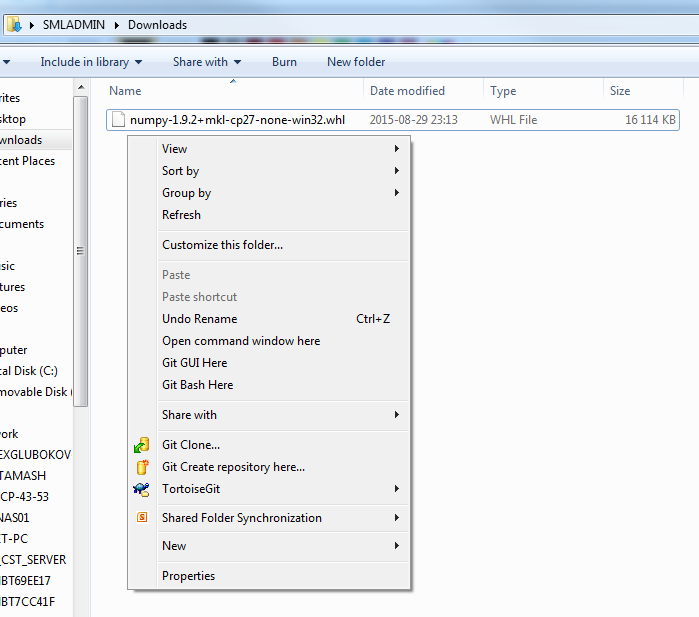 SMLADMIN Downloads
Include in library Share with Burn New folder
Name Date modified Type Size
numpy-1.9.2+mkl-cp27-none-win32.whl 2015-08-29 23:13 WHL File 16 114 KB
rites
sktop
wnloads
cent Places
ries
cuments
sic
tures
eos
puter
cal Disk (C:)
movable Disk (
ork
EXGLUBOKOV
TAMASH
CP-43-53
NAS01
T-PC
_CST_SERVER
BT69EE17
BT7CC41F
View
Sort by
Group by
Refresh
Customize this folder...
Paste
Paste shortcut
Undo Rename Ctrl+Z
Open command window here
Git GUI Here
Git Bash Here
Share with
Git Clone...
Git Create repository here...
TortoiseGit
Shared Folder Synchronization
New
Properties